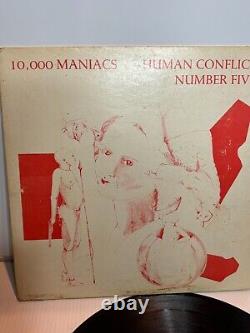 10,000 MANIACS HUMAN CONFLIC
NUMBER FIV